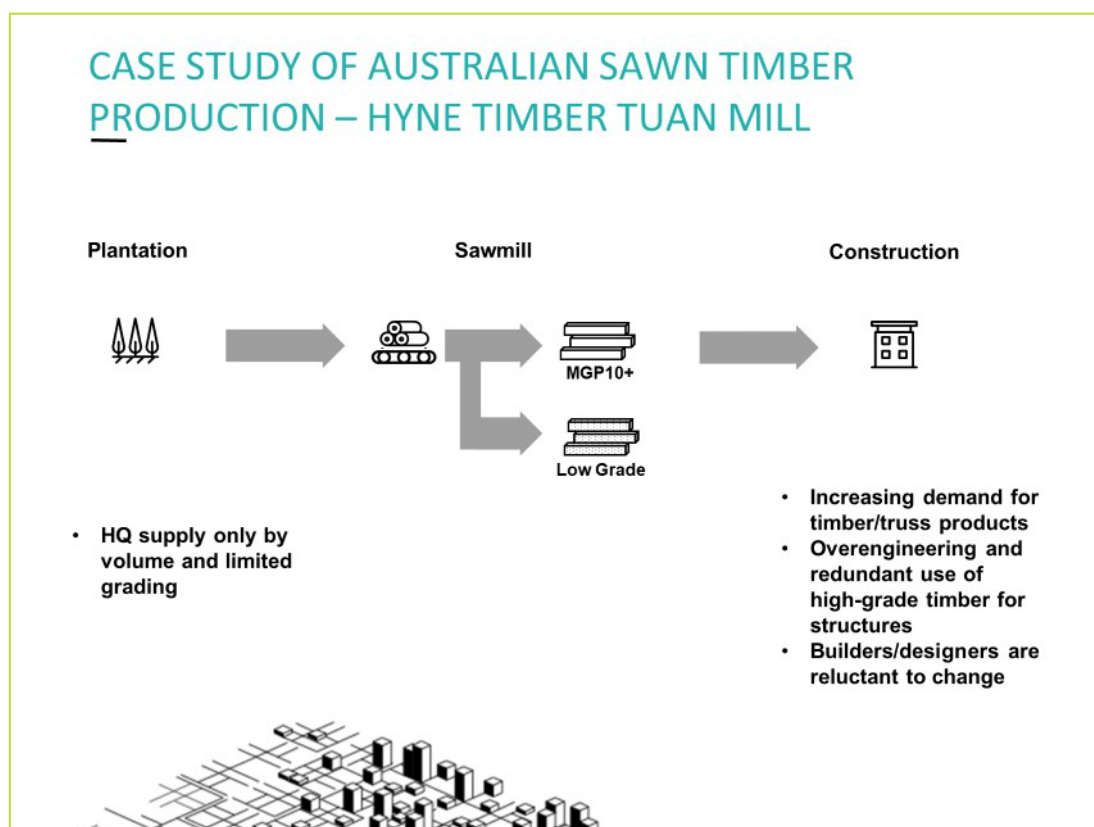 CASE STUDY OF AUSTRALIAN SAWN TIMBER
PRODUCTION – HYNE TIMBER TUAN MILL
Plantation
Sawmill
Construction
MGP10+
Low Grade
• HQ supply only by
volume and limited
grading
• Increasing demand for
timber/truss products
• Overengineering and
redundant use of
high-grade timber for
structures
• Builders/designers are
reluctant to change